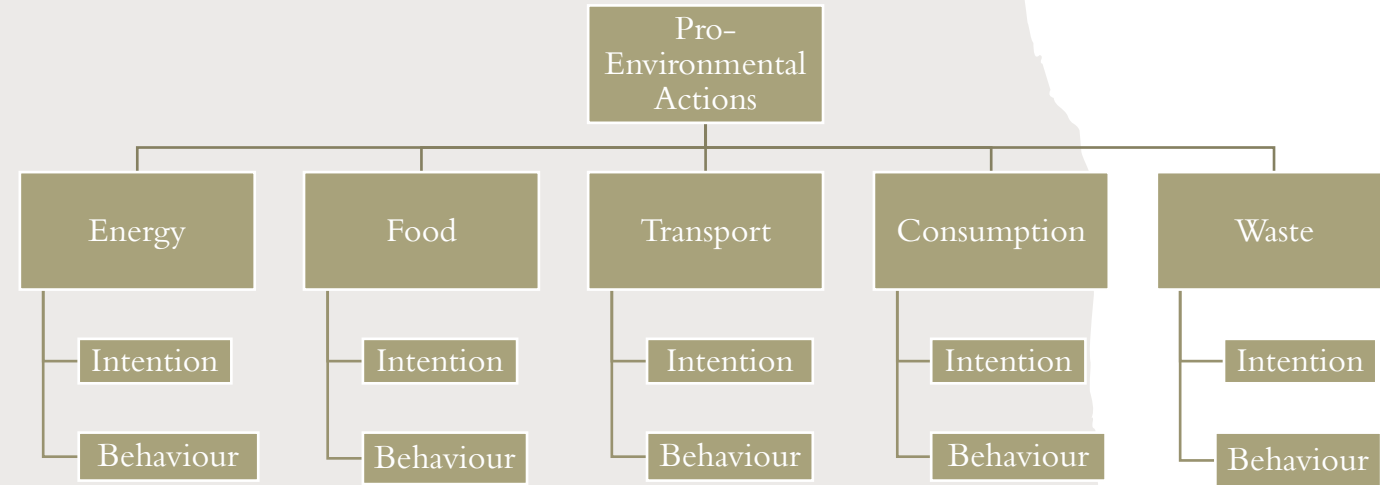 Pro-
Environmental
Actions
Energy
Food
Transport
Consumption
Waste
Intention
Intention
Intention
Intention
Intention
Behaviour
Behaviour
Behaviour
Behaviour
Behaviour